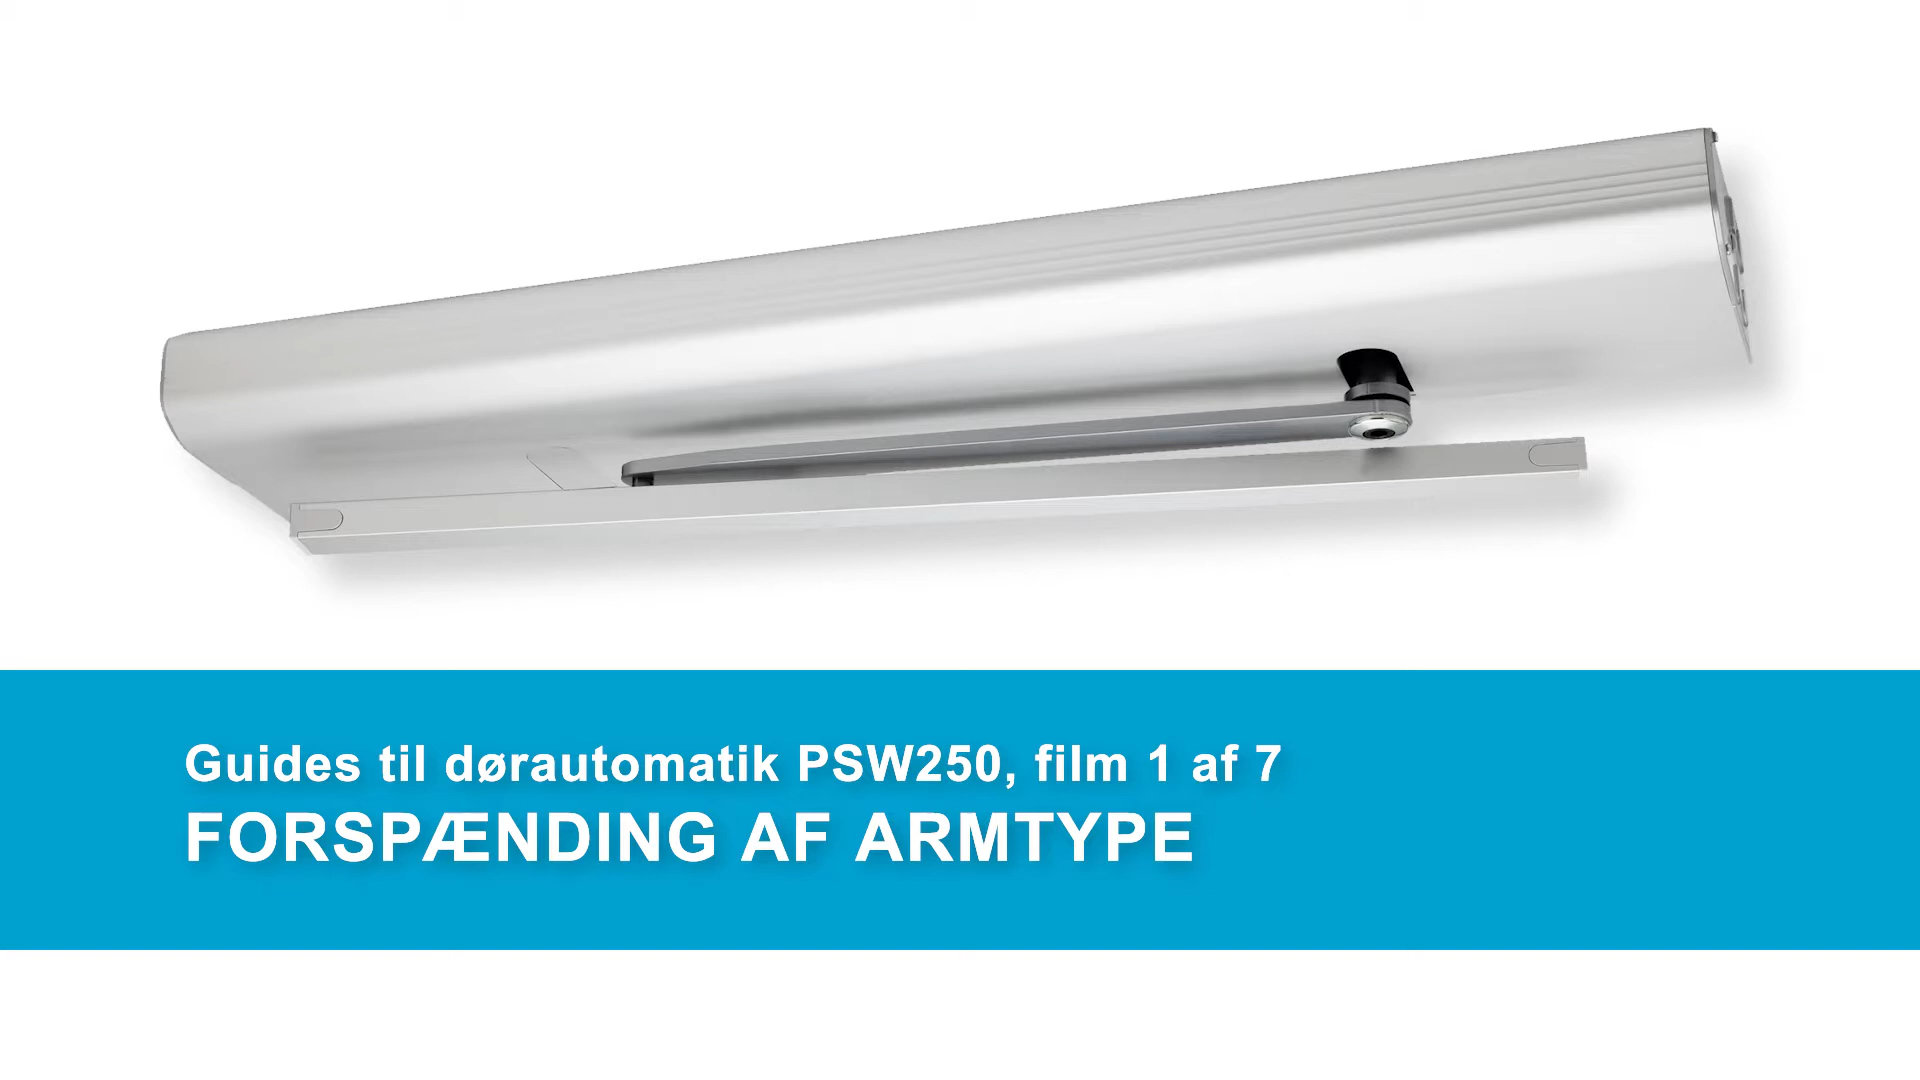 Guides til dørautomatik PSW250, film 1 af 7
FORSPÆNDING AF ARMTYPE